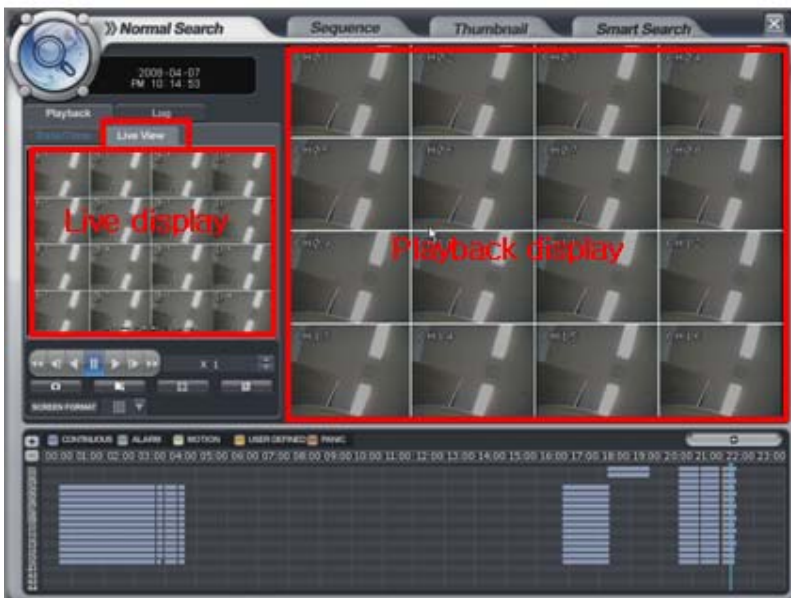 Normal Search
Sequence
Thumbnail
Smart Search
2008-04-07
PM 10:14:53
Playback
Log
Date/Time
Live View
Live display
Playback display
X 1
SCREEN FORMAT
CONTINUOUS
ALARM
MOTION
USER DEFINED
PANIC
00:00 01:00 02:00 03:00 04:00 05:00 06:00 07:00 08:00 09:00 10:00 11:00 12:00 13:00 14:00 15:00 16:00 17:00 18:00 19:00 20:00 21:00 22:00 23:00